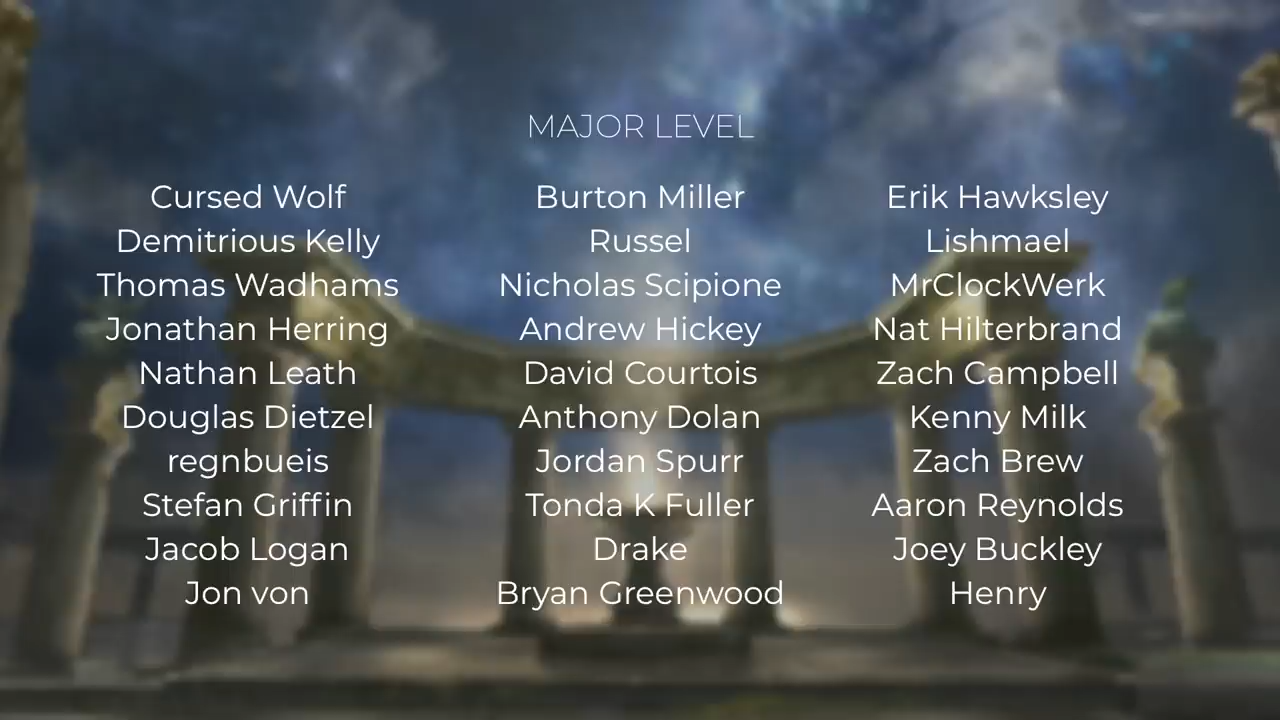 MAJOR LEVEL
Cursed Wolf
Demitrious Kelly
Thomas Wadhams
Jonathan Herring
Nathan Leath
Douglas Dietzel
regnbueis
Stefan Griffin
Jacob Logan
Jon von
Burton Miller
Russel
Nicholas Scipione
Andrew Hickey
David Courtois
Anthony Dolan
Jordan Spurr
Tonda K Fuller
Drake
Bryan Greenwood
Erik Hawksley
Lishmael
MrClockWerk
Nat Hilterbrand
Zach Campbell
Kenny Milk
Zach Brew
Aaron Reynolds
Joey Buckley
Henry